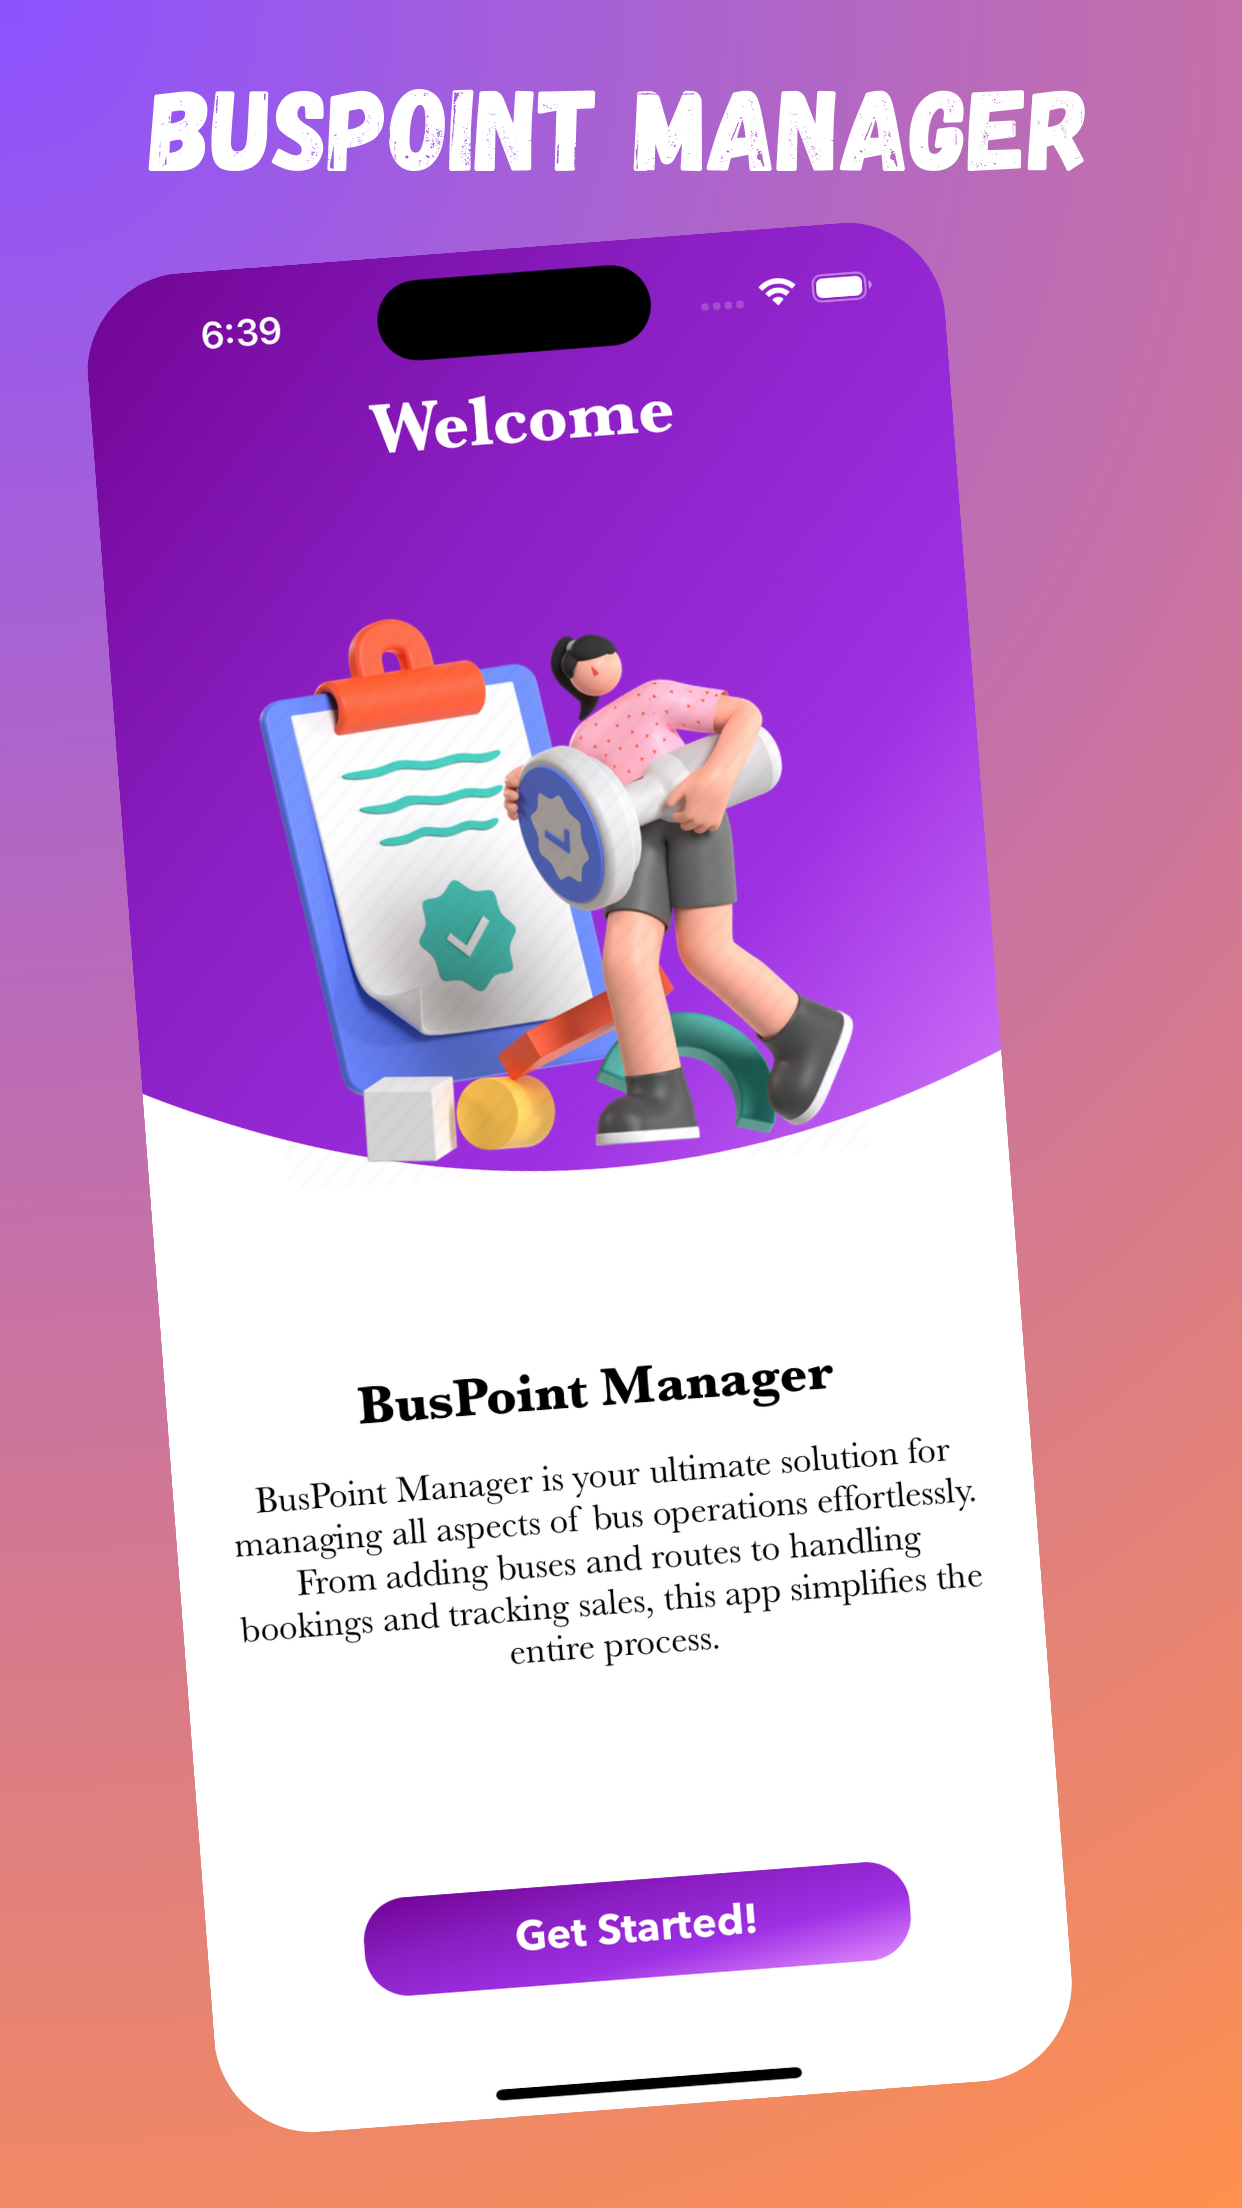 BUSPOINT MANAGER
6:39
Welcome
BusPoint Manager
BusPoint Manager is your ultimate solution for
managing all aspects of bus operations effortlessly.
From adding buses and routes to handling
bookings and tracking sales, this app simplifies the
entire process.
Get Started!